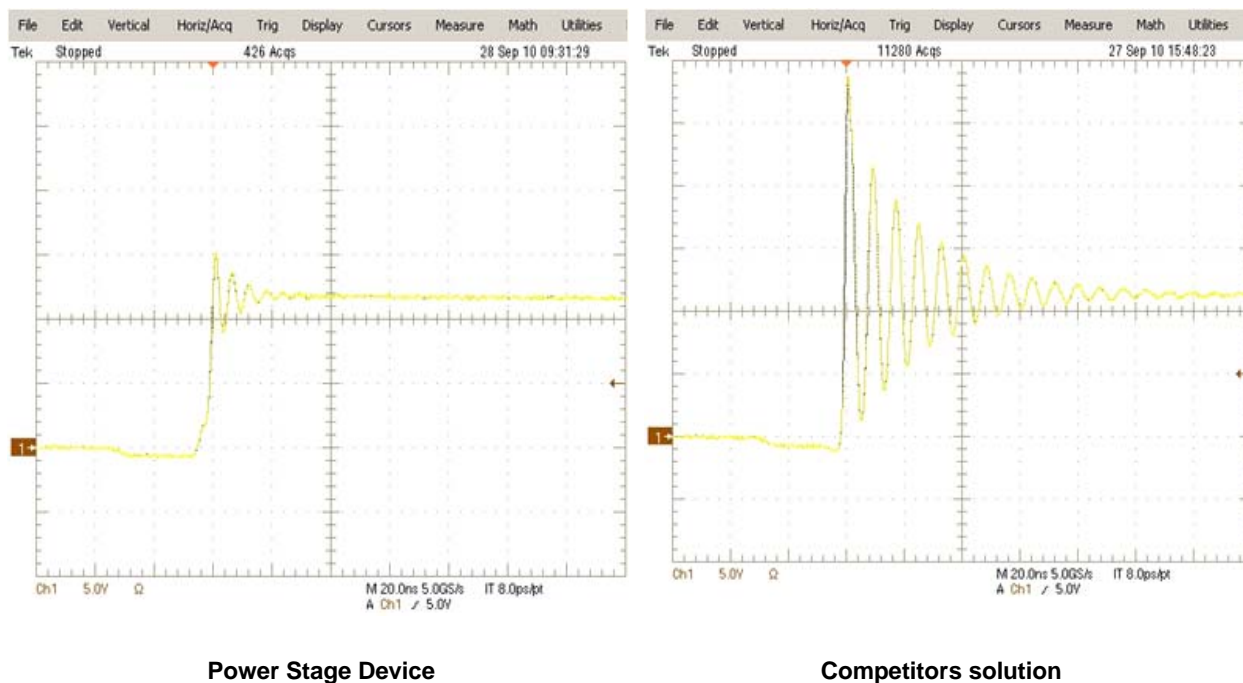 File Edit Vertical Horiz/Acq Trig Display Cursors Measure Math Utilities
Tek Stopped 426 Acqs 28 Sep 10 09:31:29
1
Ch1 5.0V Ω M 20.0ns 5.0GS/s IT 8.0ps/pt
A Ch1 / 5.0V
Power Stage Device
File Edit Vertical Horiz/Acq Trig Display Cursors Measure Math Utilities
Tek Stopped 11280 Acqs 27 Sep 10 15:48:23
1
Ch1 5.0V Ω M 20.0ns 5.0GS/s IT 8.0ps/pt
A Ch1 / 5.0V
Competitors solution